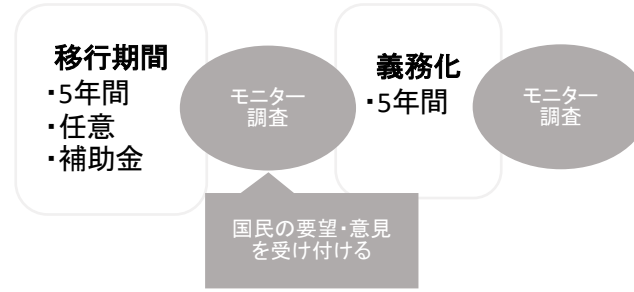 移行期間
・5年間
・任意
・補助金
モニター
調査
義務化
・5年間
モニター
調査
国民の要望・意見
を受け付ける